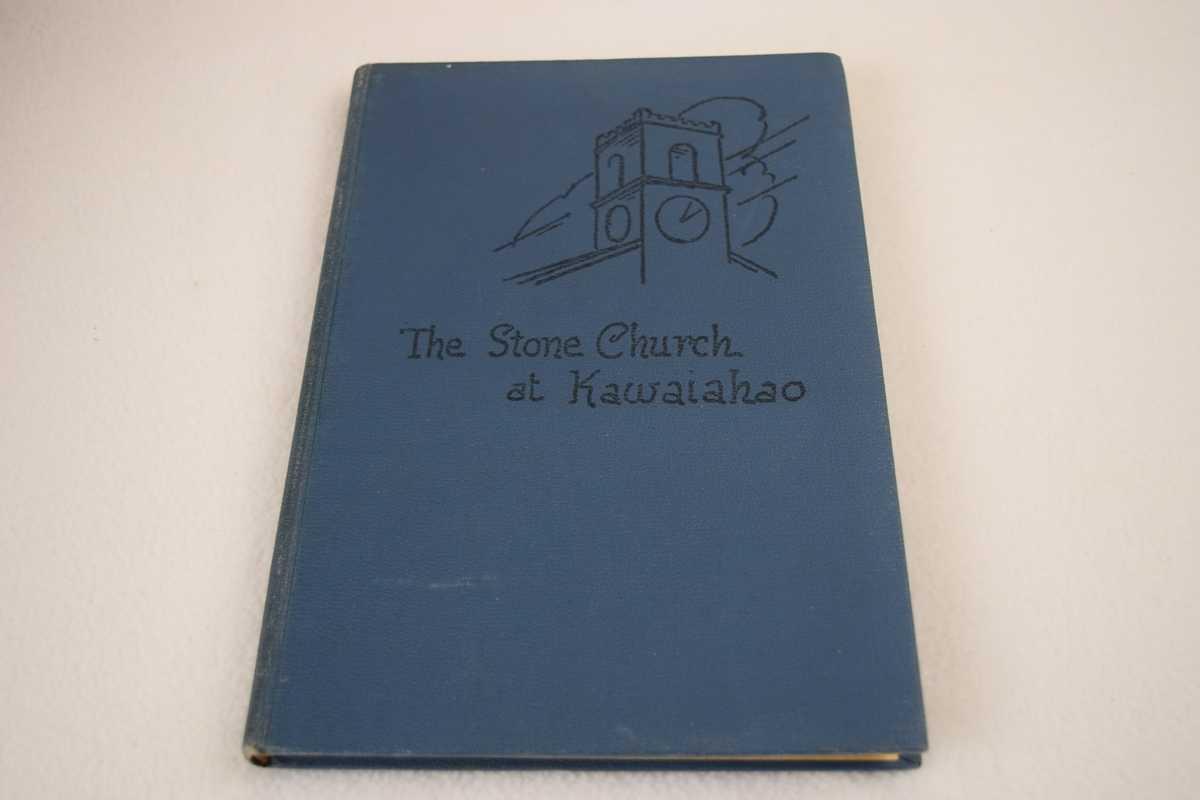 The Stone Church
at Kawaiahao